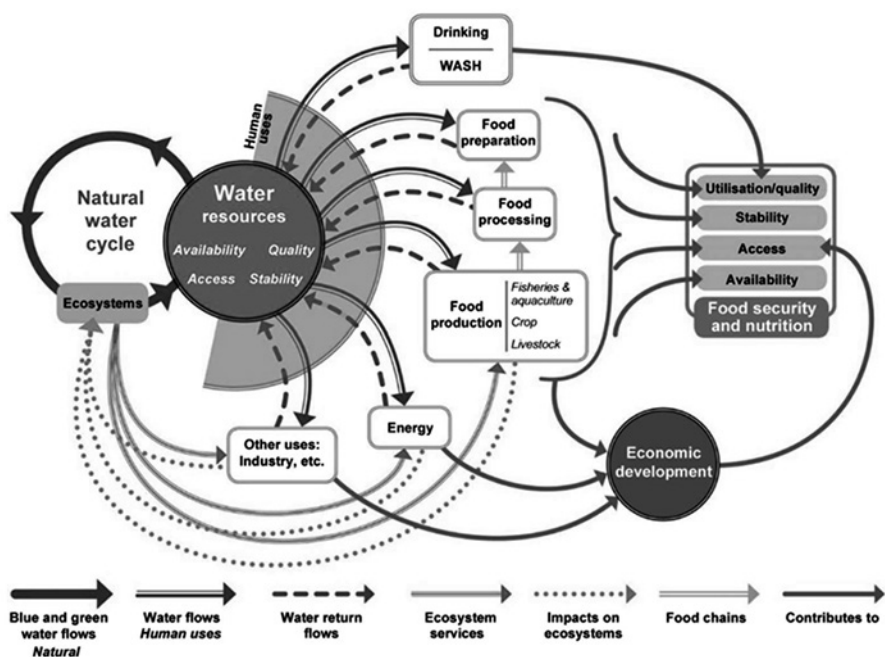 Drinking
WASH
Human uses
Food
preparation
Natural
water
cycle
Water
resources
Availability Quality
Access Stability
Food
processing
Utilisation/quality
Stability
Access
Availability
Food security
and nutrition
Ecosystems
Food
production
Fisheries &
aquaculture
Crop
Livestock
Other uses:
Industry, etc.
Energy
Economic
development
Blue and green
water flows
Natural
Water flows
Human uses
Water return
flows
Ecosystem
services
Impacts on
ecosystems
Food chains
Contributes to